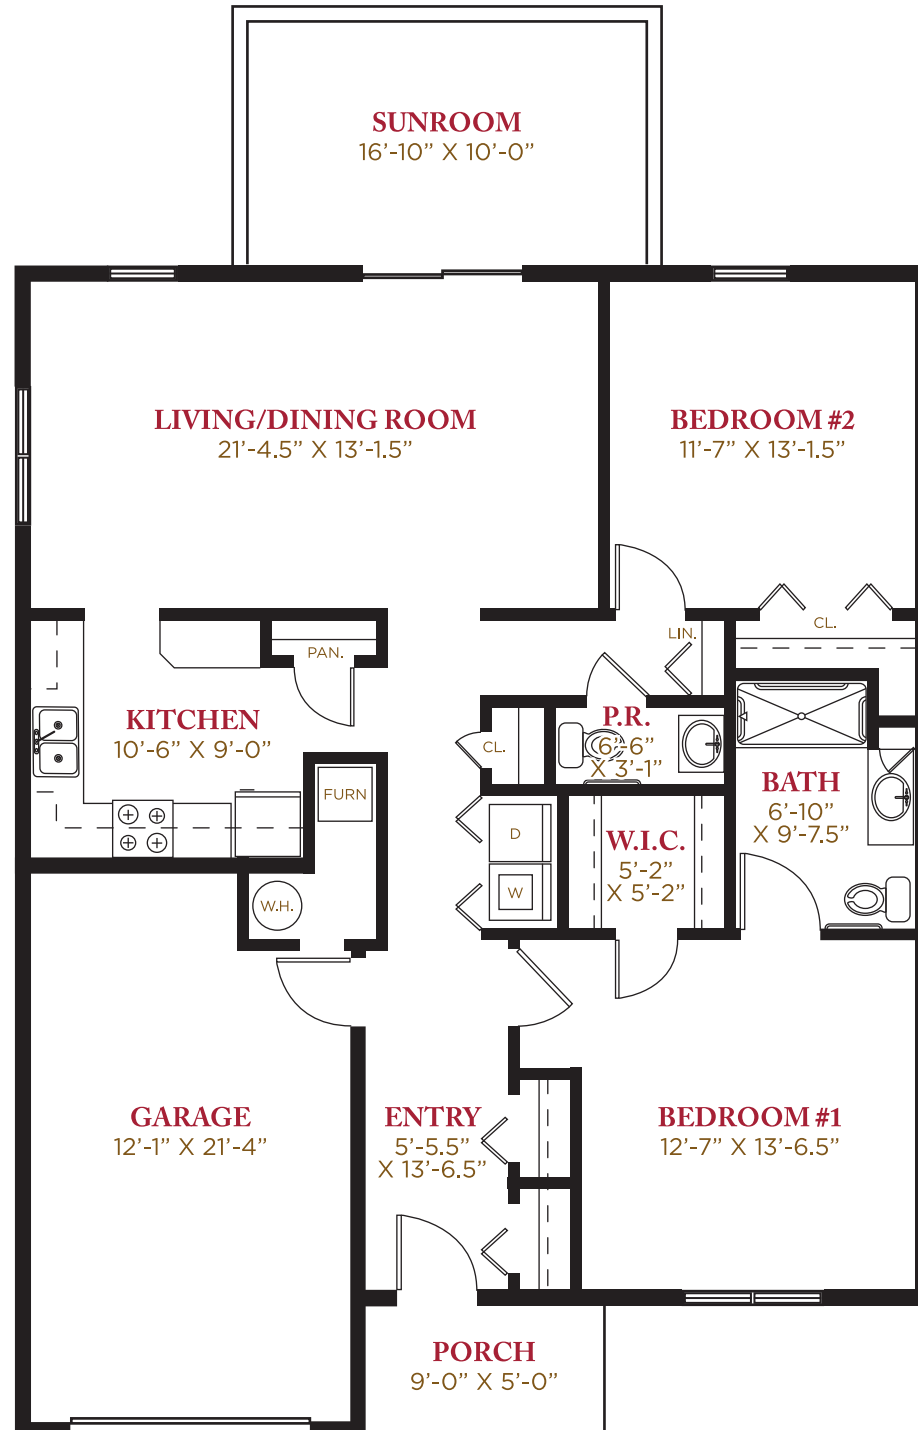 SUNROOM
16’-10” X 10’-0”
LIVING/DINING ROOM
21’-4.5” X 13’-1.5”
BEDROOM #2
11’-7” X 13’-1.5”
CL.
LIN.
PAN.
KITCHEN
10’-6” X 9’-0”
P.R.
6’-6”
X 3’-1”
CL.
BATH
6’-10”
X 9’-7.5”
FURN
D
W
W.I.C.
5’-2”
X 5’-2”
W.H.
GARAGE
12’-1” X 21’-4”
ENTRY
5’-5.5”
X 13’-6.5”
BEDROOM #1
12’-7” X 13’-6.5”
PORCH
9’-0” X 5’-0”